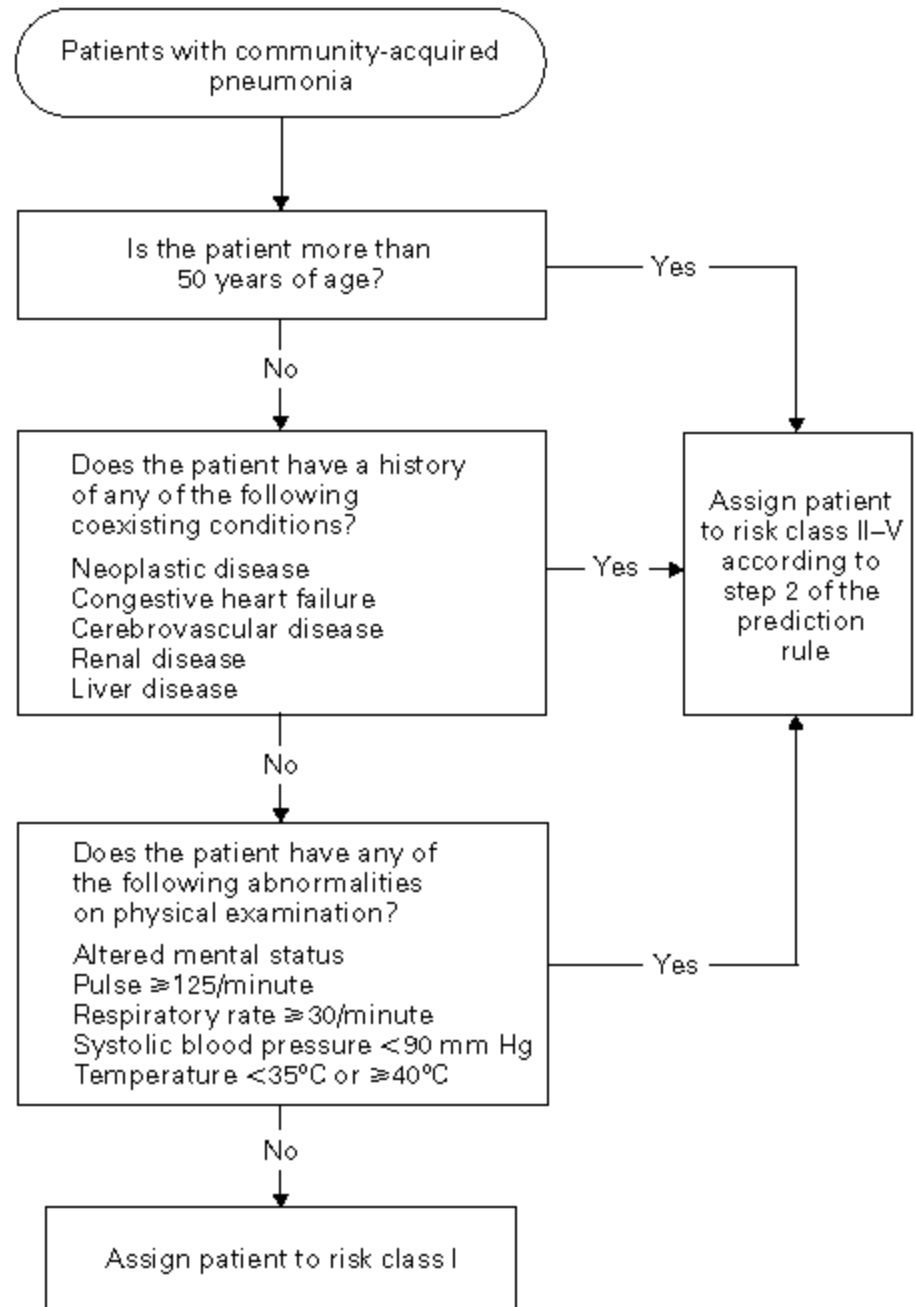 Patients with community-acquired
pneumonia
Is the patient more than
50 years of age?
Yes
No
Does the patient have a history
of any of the following
coexisting conditions?
Neoplastic disease
Congestive heart failure
Cerebrovascular disease
Renal disease
Liver disease
Yes
Assign patient
to risk class II–V
according to
step 2 of the
prediction
rule
No
Does the patient have any of
the following abnormalities
on physical examination?
Altered mental status
Pulse ⩾125/minute
Respiratory rate ⩾30/minute
Systolic blood pressure <90 mm Hg
Temperature <35ºC or ⩾40ºC
Yes
No
Assign patient to risk class I